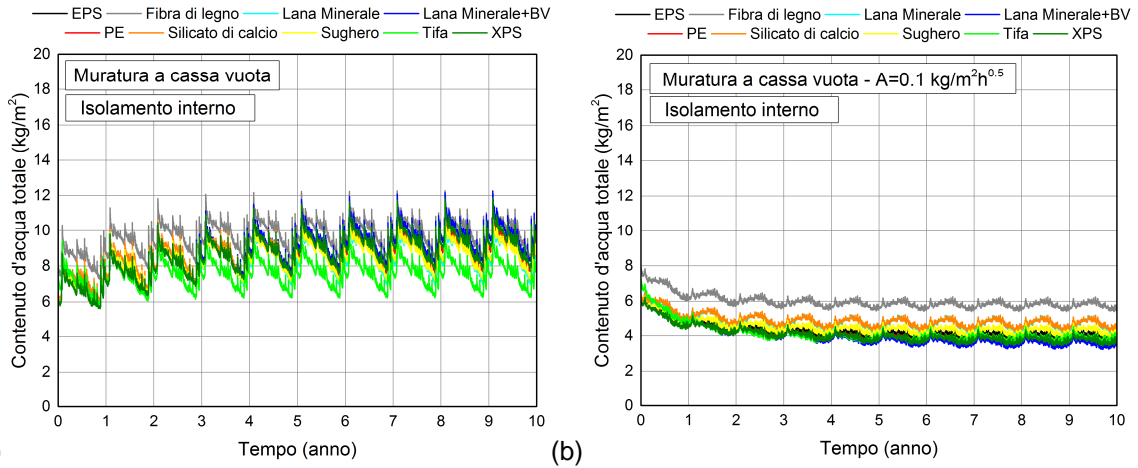 EPS Fibra di legno Lana Minerale Lana Minerale+BV
PE Silicato di calcio Sughero Tifa XPS
Contenuto d'acqua totale (kg/m²)
20
18
16
14
12
10
8
6
4
2
0
Muratura a cassa vuota
Isolamento interno
0 1 2 3 4 5 6 7 8 9 10
Tempo (anno)
(b)
EPS Fibra di legno Lana Minerale Lana Minerale+BV
PE Silicato di calcio Sughero Tifa XPS
Contenuto d'acqua totale (kg/m²)
20
18
16
14
12
10
8
6
4
2
0
Muratura a cassa vuota - A=0.1 kg/m²h⁰·⁵
Isolamento interno
0 1 2 3 4 5 6 7 8 9 10
Tempo (anno)